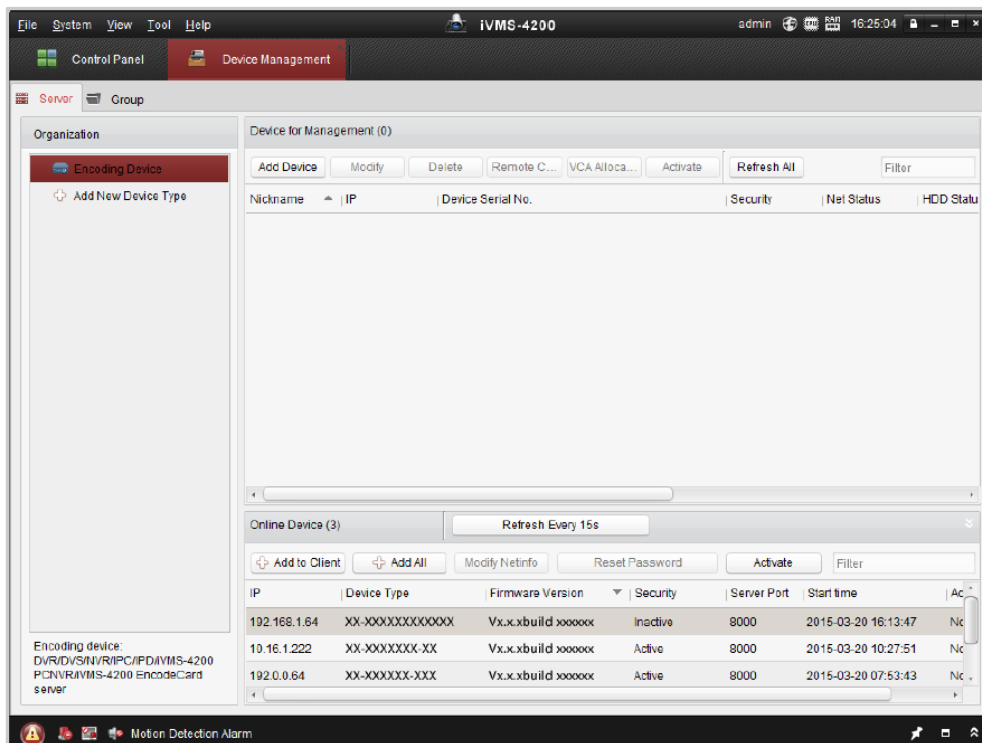 File System View Tool Help iVMS-4200 admin CPU RAM 16:25:04
Control Panel Device Management
Server Group
Organization Device for Management (0)
Encoding Device Add Device Modify Delete Remote C... VCA Alloca... Activate Refresh All Filter
Add New Device Type Nickname IP Device Serial No. Security Net Status HDD Statu
Online Device (3) Refresh Every 15s
Add to Client Add All Modify Netinfo Reset Password Activate Filter
IP Device Type Firmware Version Security Server Port Start time Ac
192.168.1.64 XX-XXXXXXXXXXXX Vx.x.xbuild xxxxxx Inactive 8000 2015-03-20 16:13:47 No
10.16.1.222 XX-XXXXXXX-XX Vx.x.xbuild xxxxxx Active 8000 2015-03-20 10:27:51 No
192.0.0.64 XX-XXXXXX-XXX Vx.x.xbuild xxxxxx Active 8000 2015-03-20 07:53:43 No
Encoding device:
DVR/DVS/NVR/IPC/IPD/iVMS-4200
PCNVR/iVMS-4200 EncodeCard
server
Motion Detection Alarm